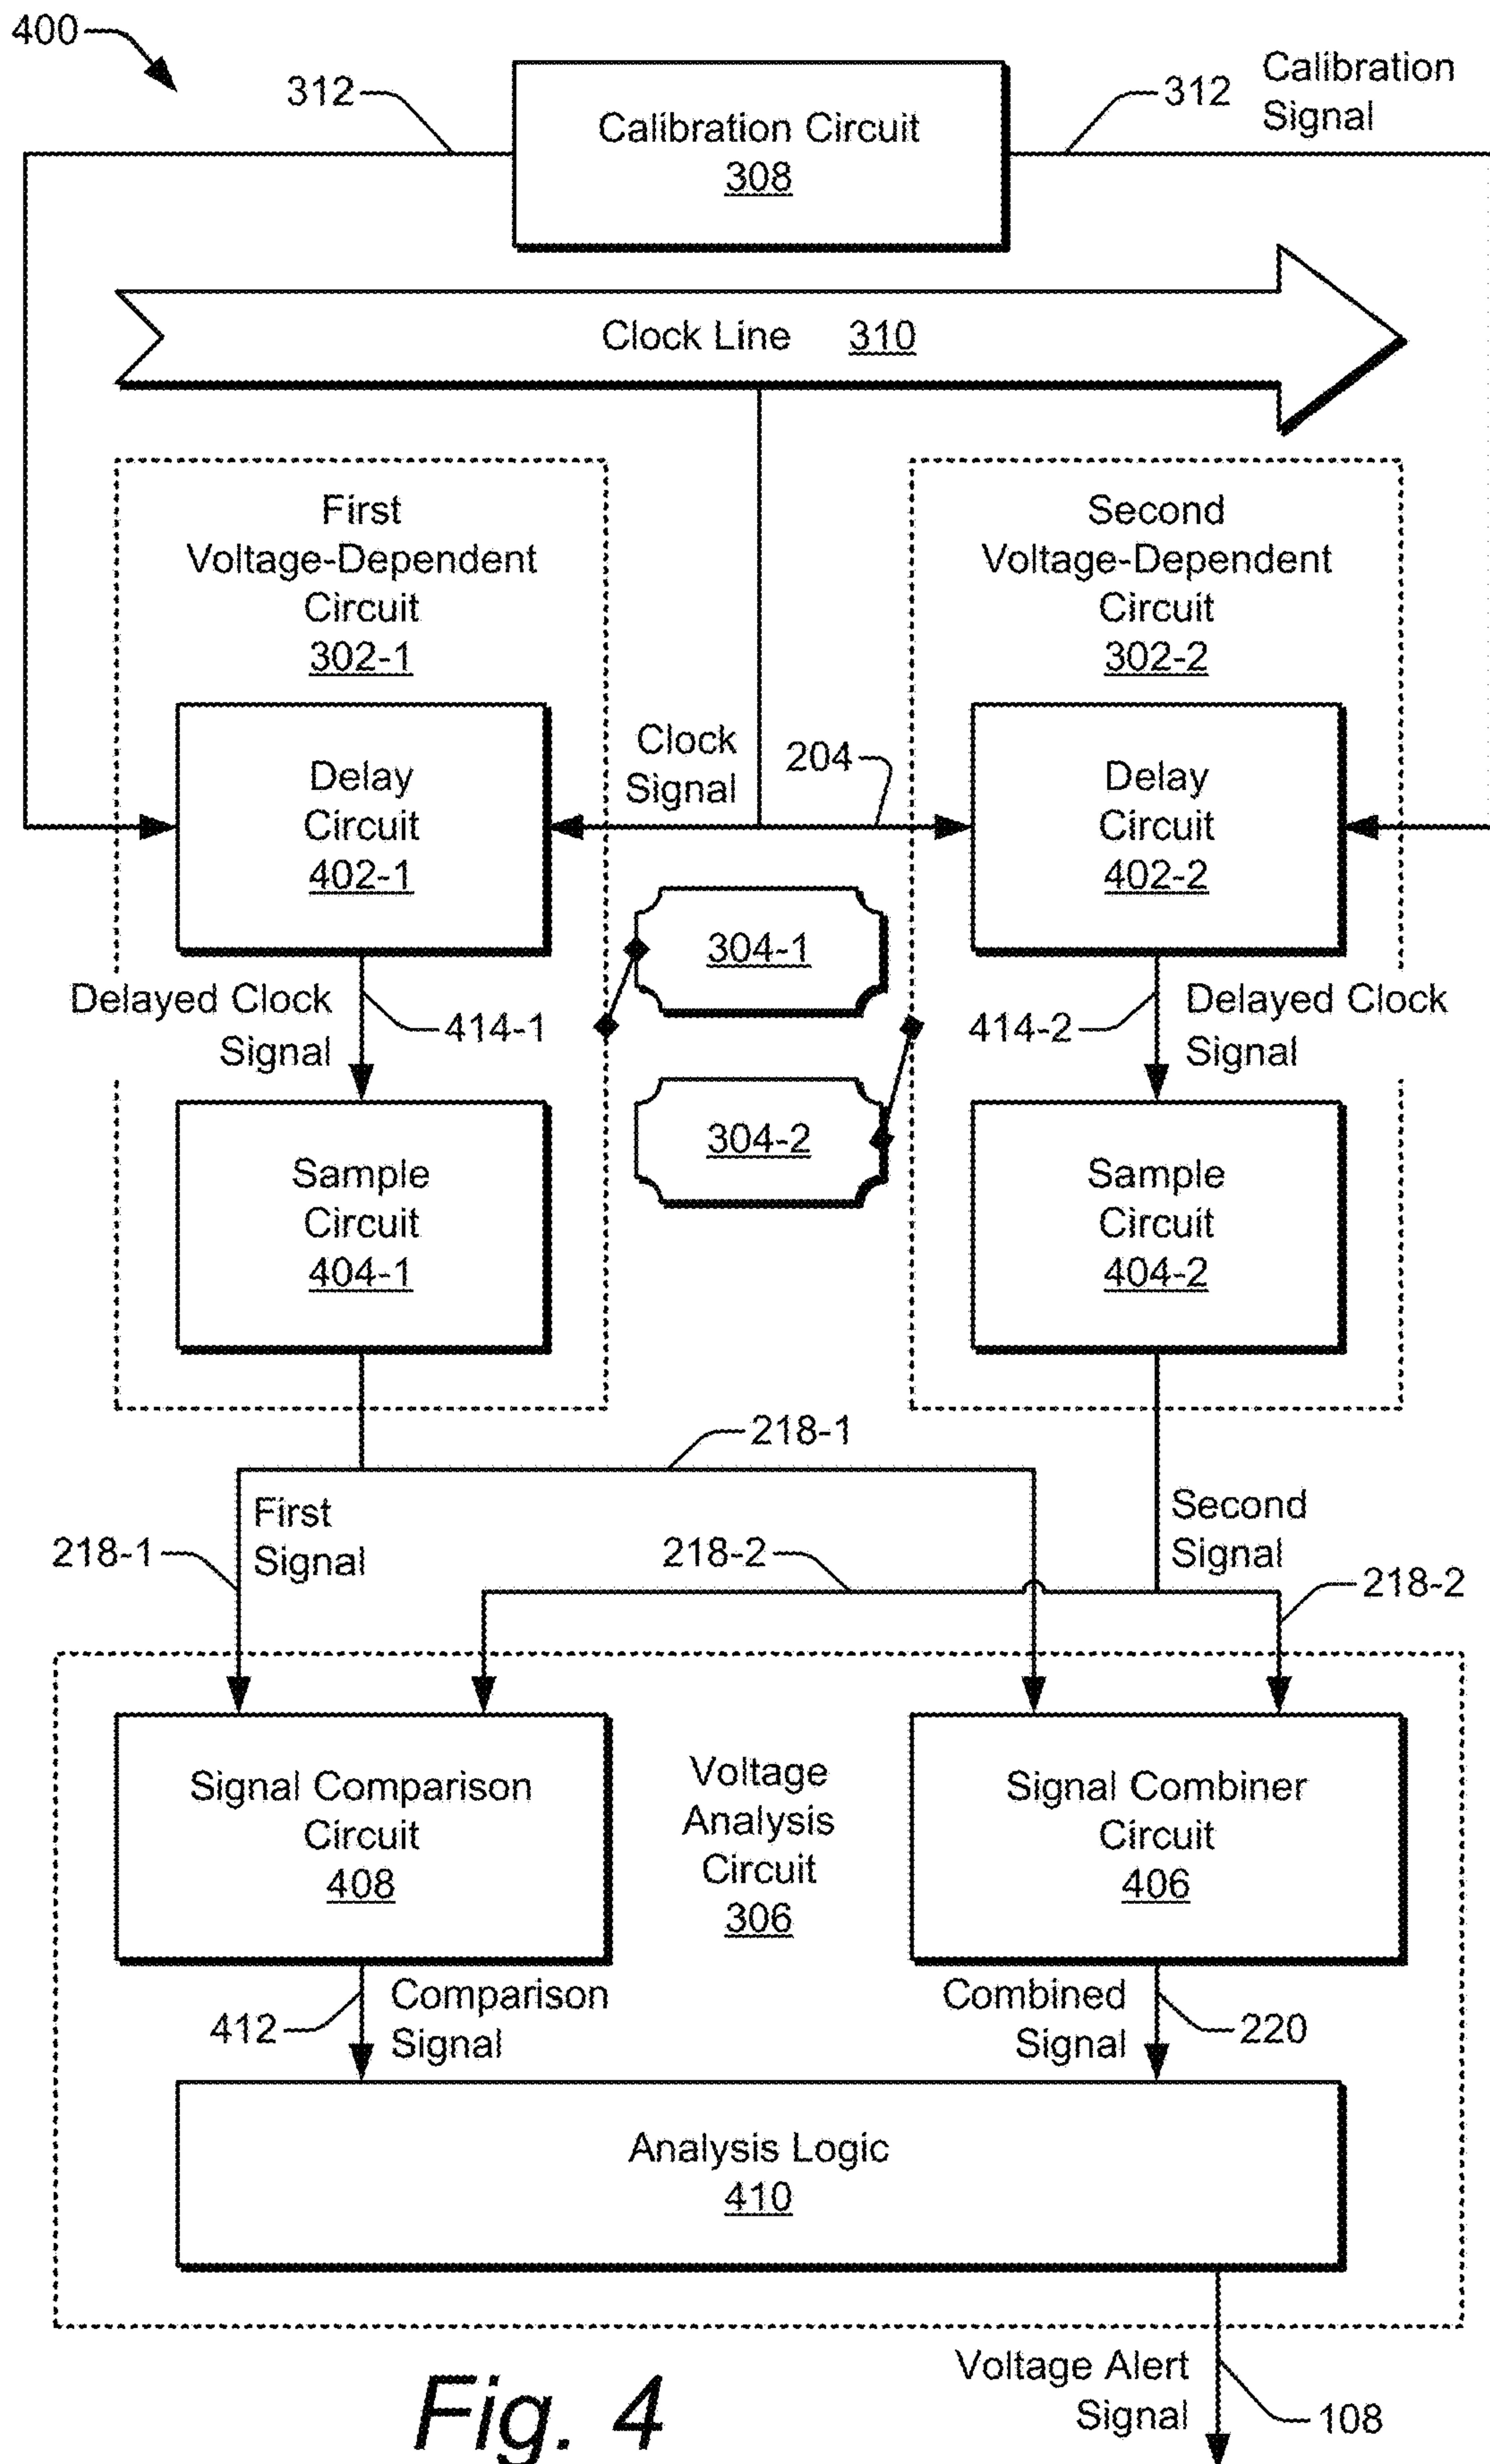 400
312
Calibration Circuit
308
312
Calibration
Signal
Clock Line 310
First
Voltage-Dependent
Circuit
302-1
Second
Voltage-Dependent
Circuit
302-2
Delay
Circuit
402-1
Clock
Signal
204
Delay
Circuit
402-2
304-1
Delayed Clock
Signal
414-1
414-2
Delayed Clock
Signal
304-2
Sample
Circuit
404-1
Sample
Circuit
404-2
218-1
First
Signal
218-1
218-2
Second
Signal
218-2
Signal Comparison
Circuit
408
Voltage
Analysis
Circuit
306
Signal Combiner
Circuit
406
412
Comparison
Signal
Combined
Signal
220
Analysis Logic
410
Voltage Alert
Signal
108
Fig. 4